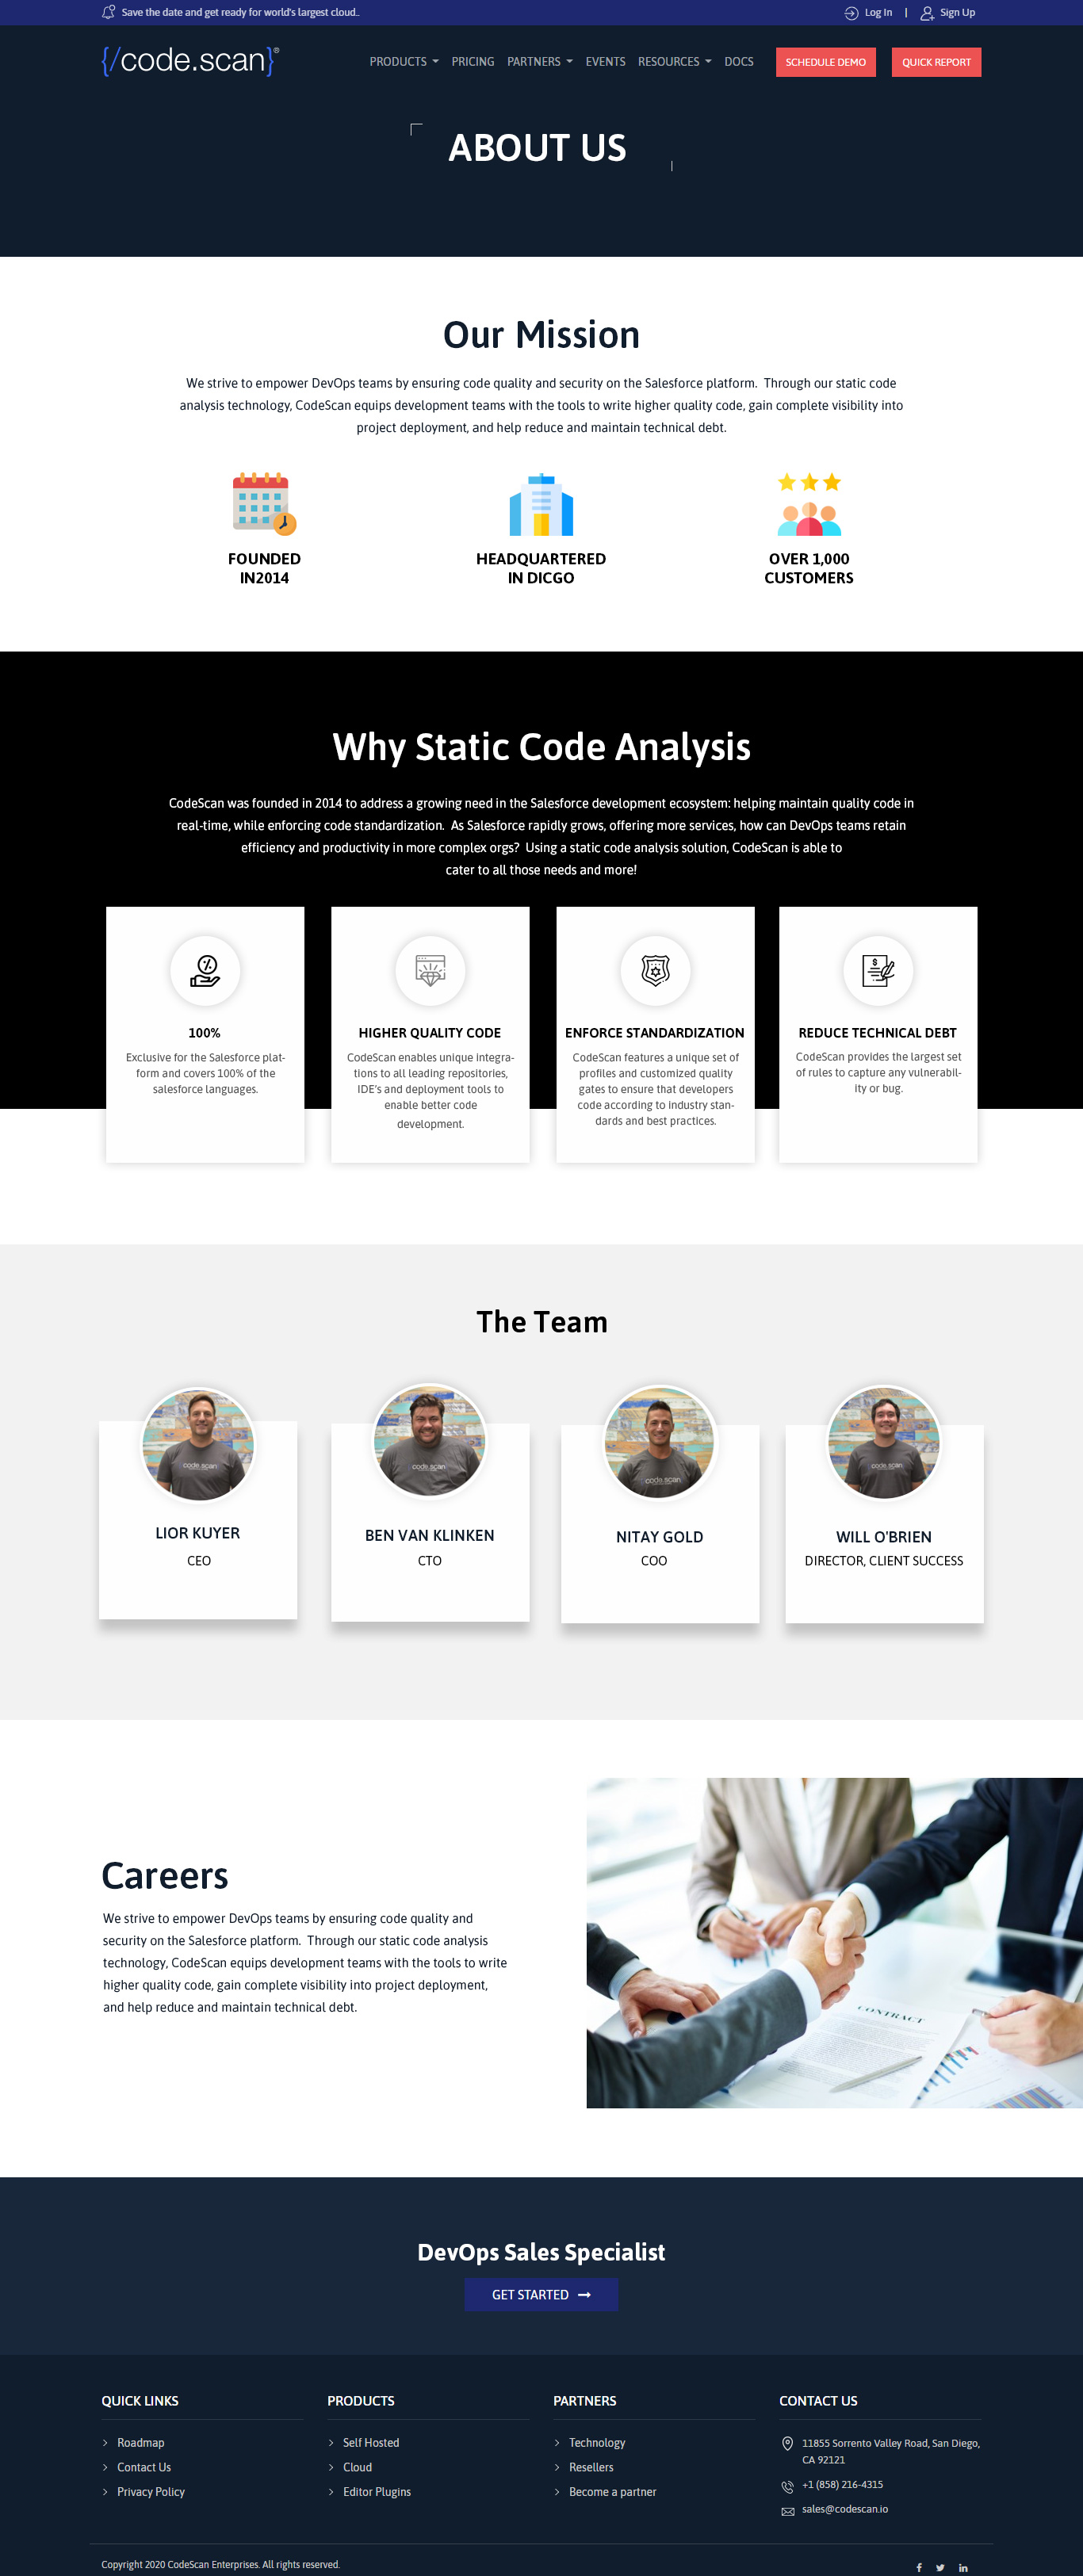 Save the date and get ready for world's largest cloud..
Log In | Sign Up
{/code.scan}®
PRODUCTS PRICING PARTNERS EVENTS RESOURCES DOCS SCHEDULE DEMO QUICK REPORT
ABOUT US
Our Mission
We strive to empower DevOps teams by ensuring code quality and security on the Salesforce platform. Through our static code
analysis technology, CodeScan equips development teams with the tools to write higher quality code, gain complete visibility into
project deployment, and help reduce and maintain technical debt.
FOUNDED
IN2014
HEADQUARTERED
IN DICGO
OVER 1,000
CUSTOMERS
Why Static Code Analysis
CodeScan was founded in 2014 to address a growing need in the Salesforce development ecosystem: helping maintain quality code in
real-time, while enforcing code standardization. As Salesforce rapidly grows, offering more services, how can DevOps teams retain
efficiency and productivity in more complex orgs? Using a static code analysis solution, CodeScan is able to
cater to all those needs and more!
100%
Exclusive for the Salesforce plat-
form and covers 100% of the
salesforce languages.
HIGHER QUALITY CODE
CodeScan enables unique integra-
tions to all leading repositories,
IDE's and deployment tools to
enable better code
development.
ENFORCE STANDARDIZATION
CodeScan features a unique set of
profiles and customized quality
gates to ensure that developers
code according to industry stan-
dards and best practices.
REDUCE TECHNICAL DEBT
CodeScan provides the largest set
of rules to capture any vulnerabil-
ity or bug.
The Team
code.scan
LIOR KUYER
CEO
code.scan
BEN VAN KLINKEN
CTO
code.scan
NITAY GOLD
COO
code.scan
WILL O'BRIEN
DIRECTOR, CLIENT SUCCESS
Careers
We strive to empower DevOps teams by ensuring code quality and
security on the Salesforce platform. Through our static code analysis
technology, CodeScan equips development teams with the tools to write
higher quality code, gain complete visibility into project deployment,
and help reduce and maintain technical debt.
CONTRACT
DevOps Sales Specialist
GET STARTED
QUICK LINKS
Roadmap
Contact Us
Privacy Policy
PRODUCTS
Self Hosted
Cloud
Editor Plugins
PARTNERS
Technology
Resellers
Become a partner
CONTACT US
11855 Sorrento Valley Road, San Diego,
CA 92121
+1 (858) 216-4315
sales@codescan.io
Copyright 2020 CodeScan Enterprises. All rights reserved.